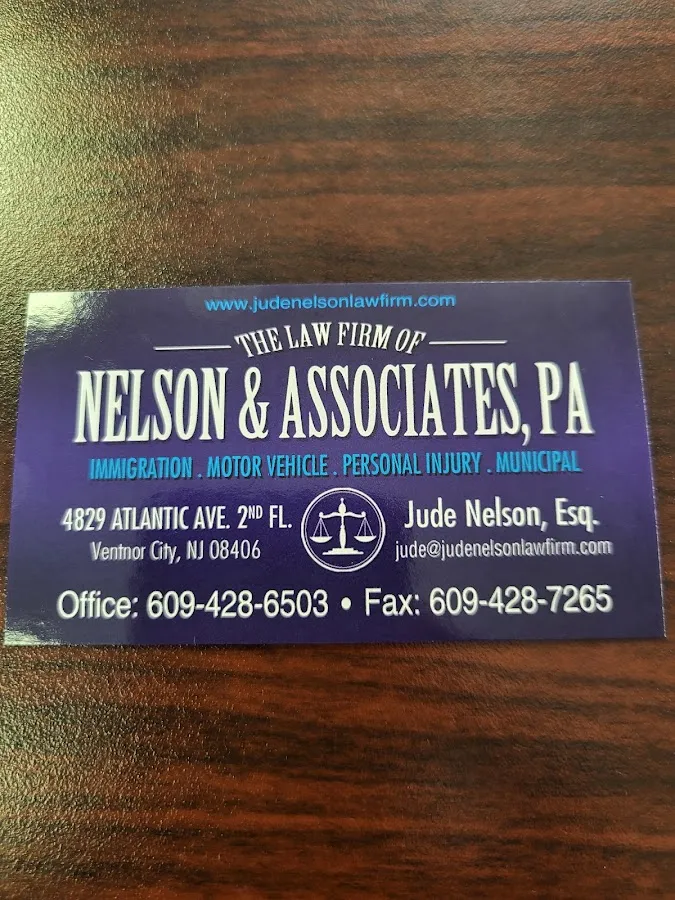 www.judenelsonlawfirm.com
THE LAW FIRM OF
NELSON & ASSOCIATES, PA
IMMIGRATION . MOTOR VEHICLE . PERSONAL INJURY . MUNICIPAL
4829 ATLANTIC AVE. 2ND FL.
Ventnor City, NJ 08406
Jude Nelson, Esq.
jude@judenelsonlawfirm.com
Office: 609-428-6503 • Fax: 609-428-7265